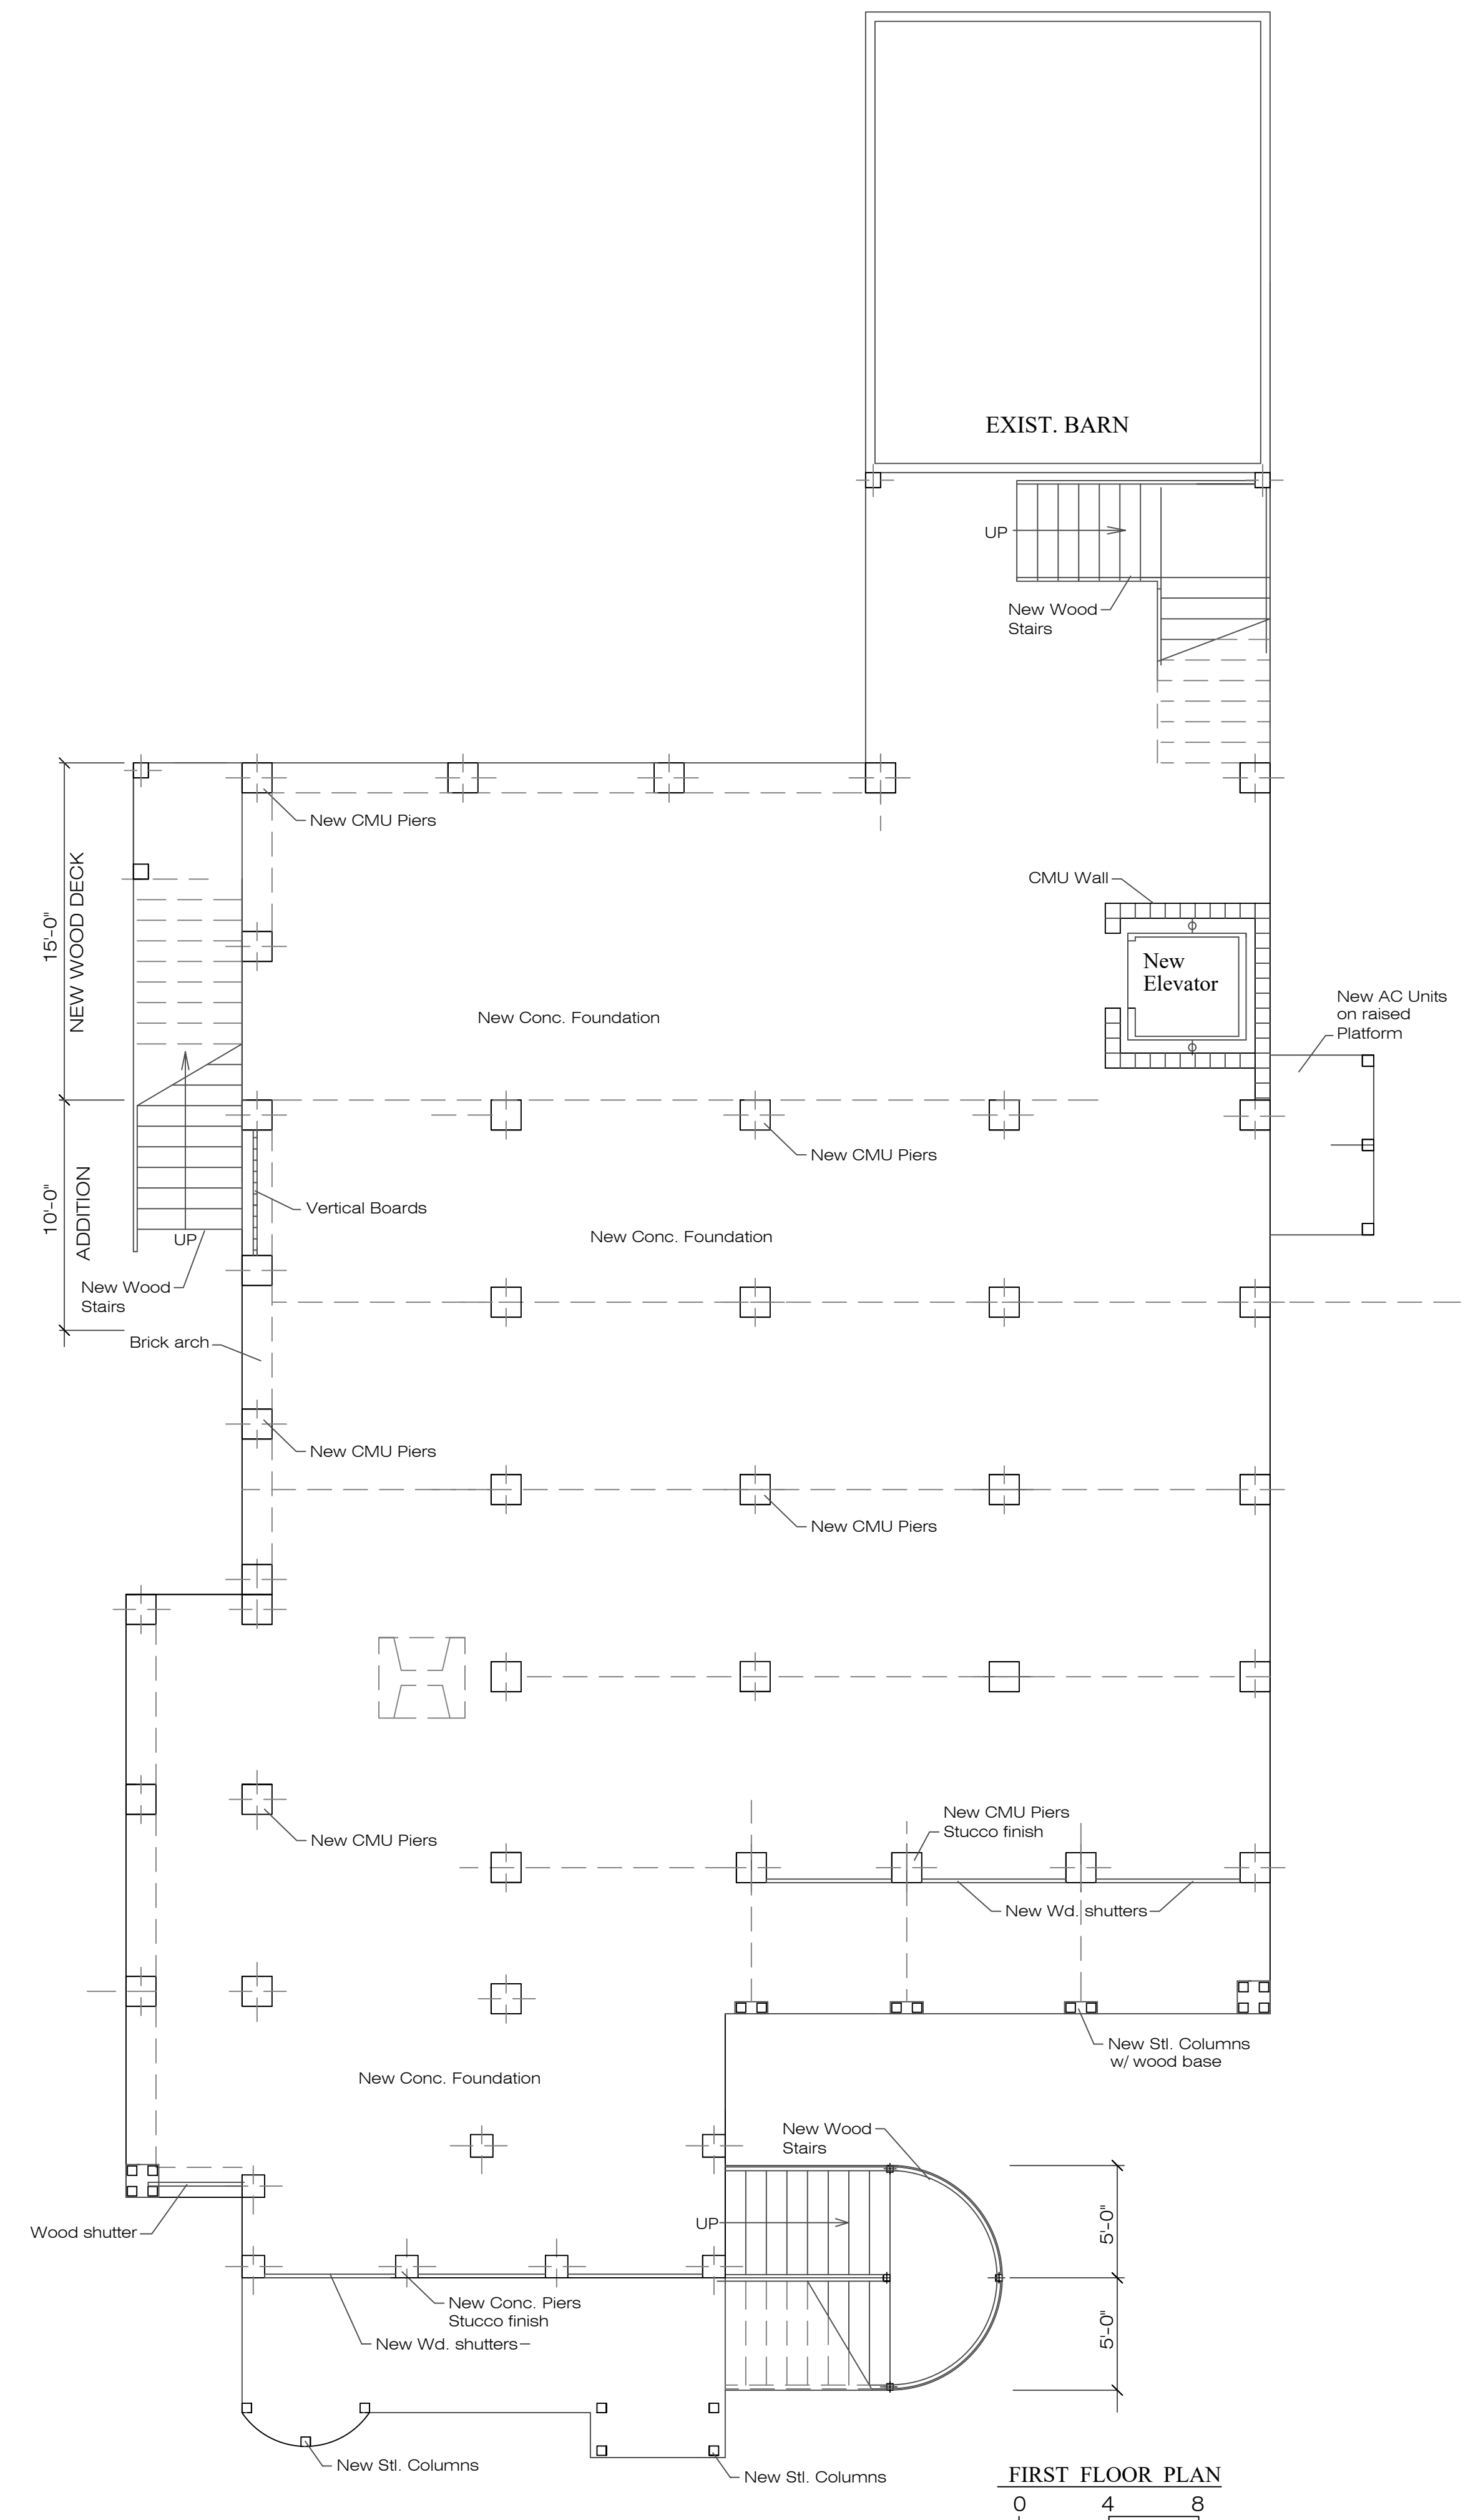 EXIST. BARN
UP
New Wood
Stairs
New CMU Piers
CMU Wall
15'-0"
NEW WOOD DECK
New
Elevator
New AC Units
on raised
Platform
New Conc. Foundation
New CMU Piers
10'-0"
ADDITION
Vertical Boards
UP
New Conc. Foundation
New Wood
Stairs
Brick arch
New CMU Piers
New CMU Piers
New CMU Piers
Stucco finish
New CMU Piers
New Wd. shutters
New Stl. Columns
w/ wood base
New Conc. Foundation
New Wood
Stairs
UP
Wood shutter
5'-0"
5'-0"
New Conc. Piers
Stucco finish
New Wd. shutters
New Stl. Columns
New Stl. Columns
FIRST FLOOR PLAN
0 4 8